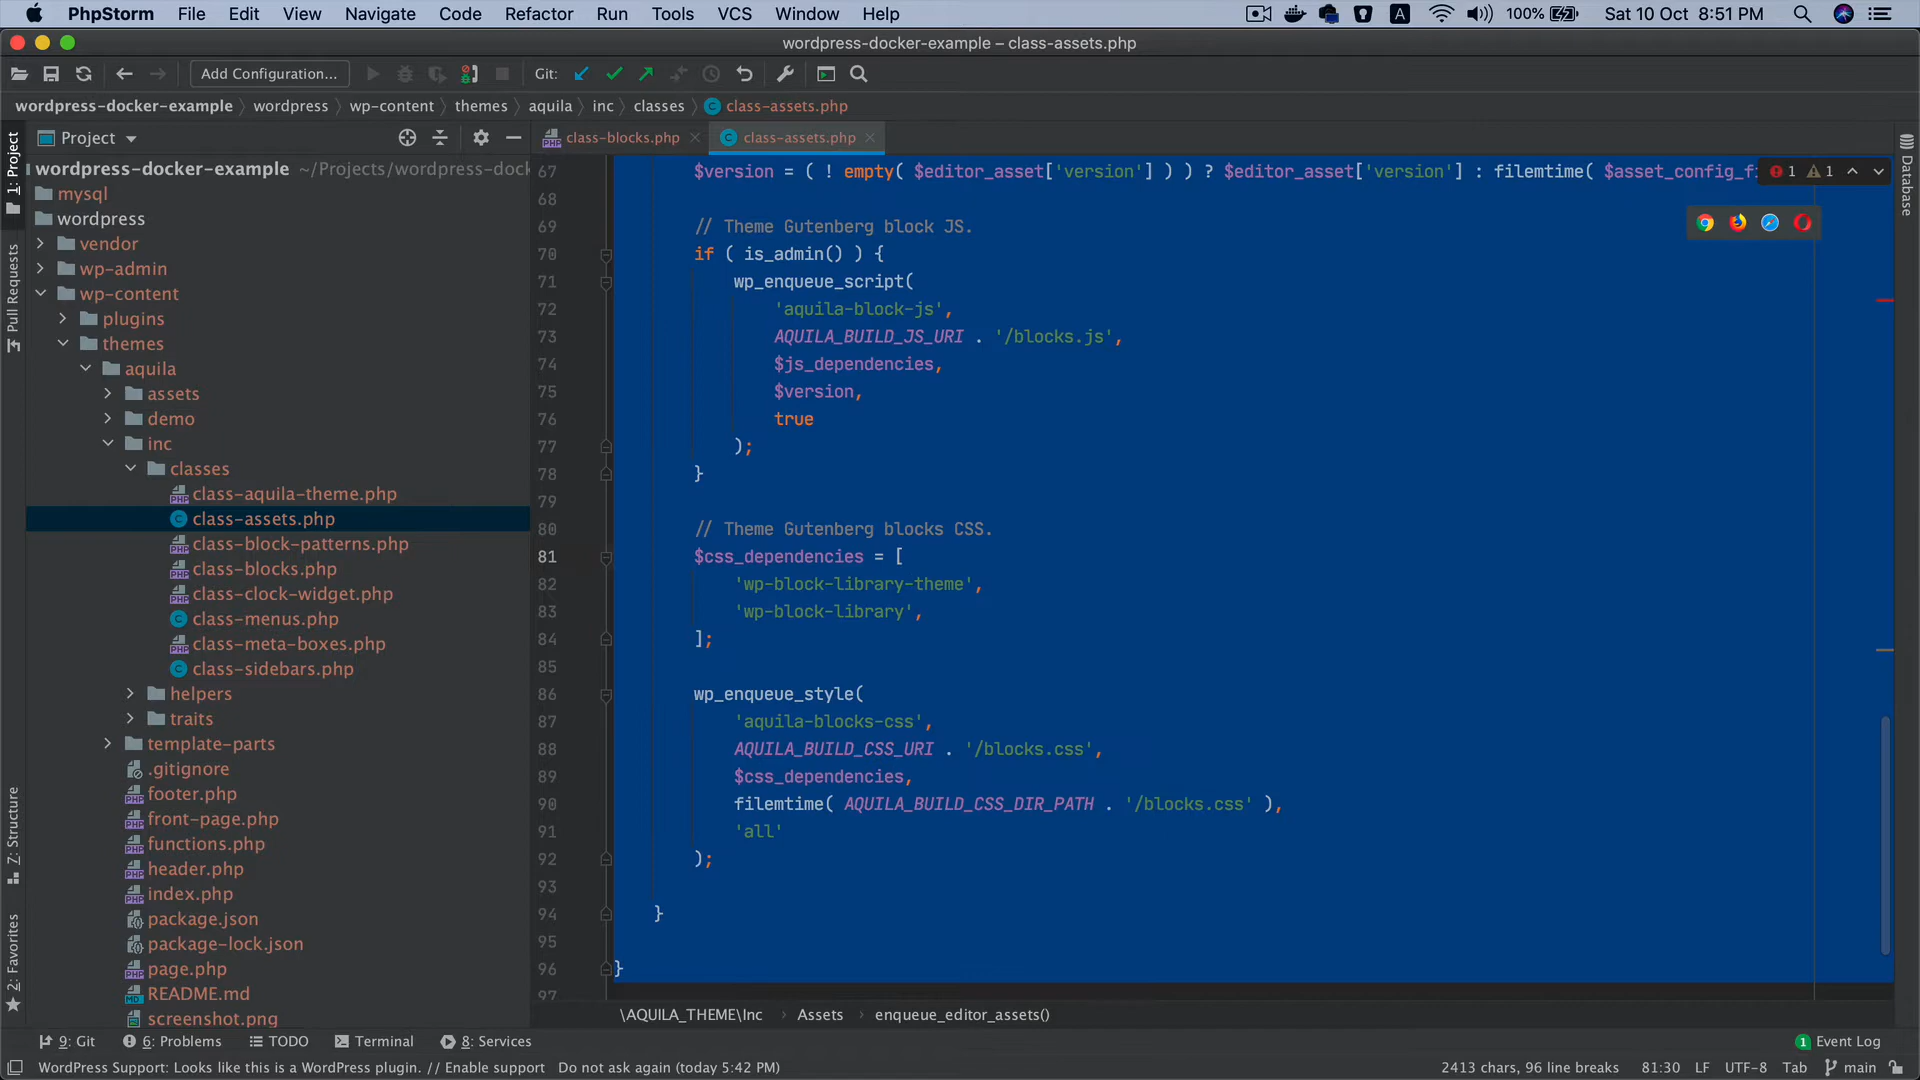 PhpStorm File Edit View Navigate Code Refactor Run Tools VCS Window Help A 100% Sat 10 Oct 8:51 PM
wordpress-docker-example – class-assets.php
Add Configuration... Git:
wordpress-docker-example wordpress wp-content themes aquila inc classes class-assets.php
Project
class-blocks.php
class-assets.php
wordpress-docker-example ~/Projects/wordpress-doc
mysql
wordpress
vendor
wp-admin
wp-content
plugins
themes
aquila
assets
demo
inc
classes
class-aquila-theme.php
class-assets.php
class-block-patterns.php
class-blocks.php
class-clock-widget.php
class-menus.php
class-meta-boxes.php
class-sidebars.php
helpers
traits
template-parts
.gitignore
footer.php
front-page.php
functions.php
header.php
index.php
package.json
package-lock.json
page.php
README.md
screenshot.png
1: Project
Pull Requests
7: Structure
2: Favorites
67 $version = ( ! empty( $editor_asset['version'] ) ) ? $editor_asset['version'] : filemtime( $asset_config_fi
1 1
68
69 // Theme Gutenberg block JS.
70 if ( is_admin() ) {
71 wp_enqueue_script(
72 'aquila-block-js',
73 AQUILA_BUILD_JS_URI . '/blocks.js',
74 $js_dependencies,
75 $version,
76 true
77 );
78 }
79
80 // Theme Gutenberg blocks CSS.
81 $css_dependencies = [
82 'wp-block-library-theme',
83 'wp-block-library',
84 ];
85
86 wp_enqueue_style(
87 'aquila-blocks-css',
88 AQUILA_BUILD_CSS_URI . '/blocks.css',
89 $css_dependencies,
90 filemtime( AQUILA_BUILD_CSS_DIR_PATH . '/blocks.css' ),
91 'all'
92 );
93
94 }
95
96 }
97
Database
\AQUILA_THEME\Inc Assets enqueue_editor_assets()
9: Git 6: Problems TODO Terminal 8: Services 1 Event Log
WordPress Support: Looks like this is a WordPress plugin. // Enable support Do not ask again (today 5:42 PM) 2413 chars, 96 line breaks 81:30 LF UTF-8 Tab main